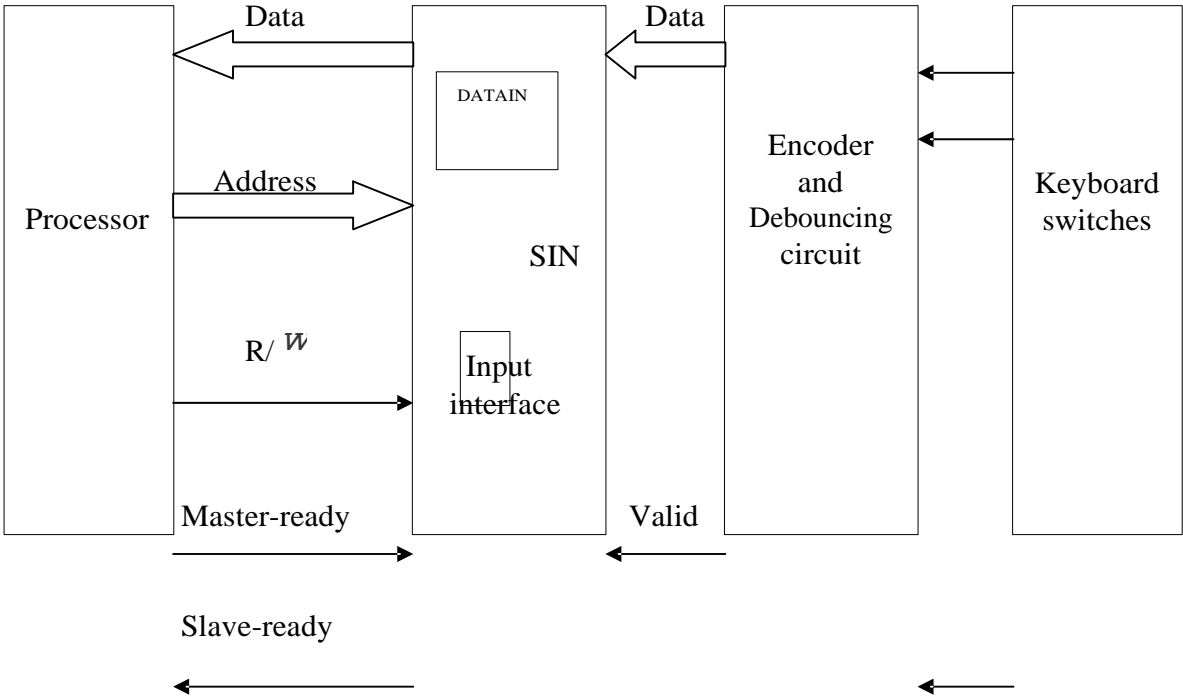 Data
Data
DATAIN
Address
Processor
Encoder
and
Debouncing
circuit
Keyboard
switches
SIN
R/ W
Input
interface
Master-ready
Valid
Slave-ready